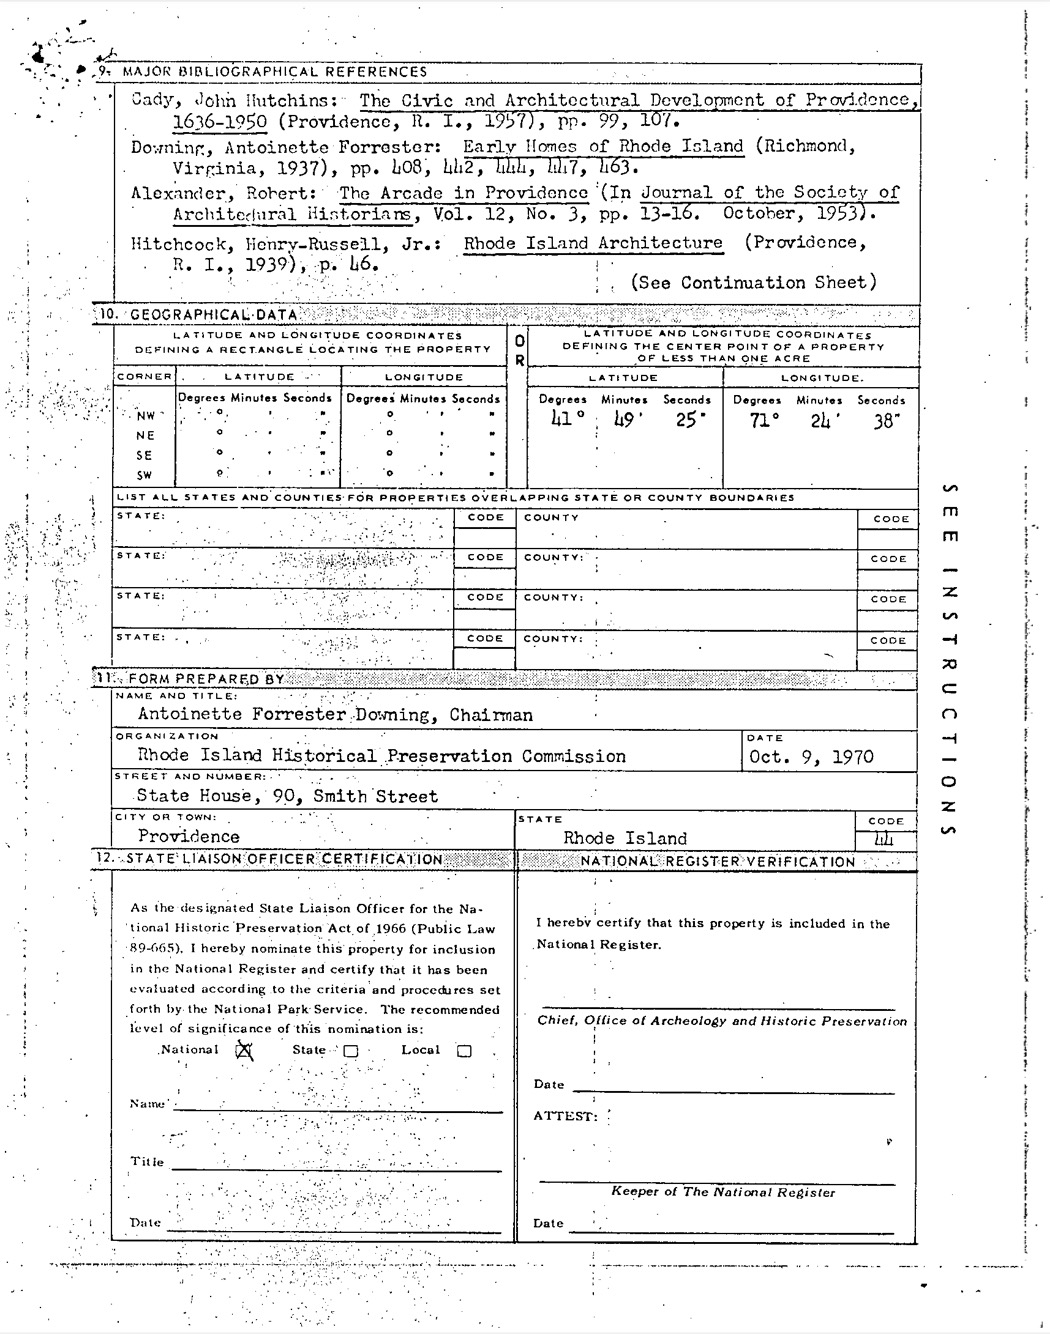 9. MAJOR BIBLIOGRAPHICAL REFERENCES
Cady, John Hutchins: The Civic and Architectural Development of Providence,
1636-1950 (Providence, R. I., 1957), pp. 99, 107.
Downing, Antoinette Forrester: Early Homes of Rhode Island (Richmond,
Virginia, 1937), pp. 408, 442, 444, 447, 463.
Alexander, Robert: The Arcade in Providence (In Journal of the Society of
Architectural Historians, Vol. 12, No. 3, pp. 13-16. October, 1953).
Hitchcock, Henry-Russell, Jr.: Rhode Island Architecture (Providence,
R. I., 1939), p. 46.
(See Continuation Sheet)
10. GEOGRAPHICAL DATA
LATITUDE AND LONGITUDE COORDINATES
DEFINING A RECTANGLE LOCATING THE PROPERTY
O
R
LATITUDE AND LONGITUDE COORDINATES
DEFINING THE CENTER POINT OF A PROPERTY
OF LESS THAN ONE ACRE
CORNER LATITUDE LONGITUDE LATITUDE LONGITUDE
Degrees Minutes Seconds Degrees Minutes Seconds Degrees Minutes Seconds Degrees Minutes Seconds
NW ° ' " ° ' " 41° 49' 25" 71° 24' 38"
NE ° ' " ° ' "
SE ° ' " ° ' "
SW ° ' " ° ' "
LIST ALL STATES AND COUNTIES FOR PROPERTIES OVERLAPPING STATE OR COUNTY BOUNDARIES
STATE: CODE COUNTY CODE
STATE: CODE COUNTY: CODE
STATE: CODE COUNTY: CODE
STATE: CODE COUNTY: CODE
11. FORM PREPARED BY
NAME AND TITLE:
Antoinette Forrester Downing, Chairman
ORGANIZATION DATE
Rhode Island Historical Preservation Commission Oct. 9, 1970
STREET AND NUMBER:
State House, 90, Smith Street
CITY OR TOWN: STATE CODE
Providence Rhode Island 44
12. STATE LIAISON OFFICER CERTIFICATION NATIONAL REGISTER VERIFICATION
As the designated State Liaison Officer for the Na-
tional Historic Preservation Act of 1966 (Public Law
89-665), I hereby nominate this property for inclusion
in the National Register and certify that it has been
evaluated according to the criteria and procedures set
forth by the National Park Service. The recommended
level of significance of this nomination is:
National ☒ State ☐ Local ☐
Name
Title
Date
I hereby certify that this property is included in the
National Register.
Chief, Office of Archeology and Historic Preservation
Date
ATTEST:
Keeper of The National Register
Date
SEE INSTRUCTIONS